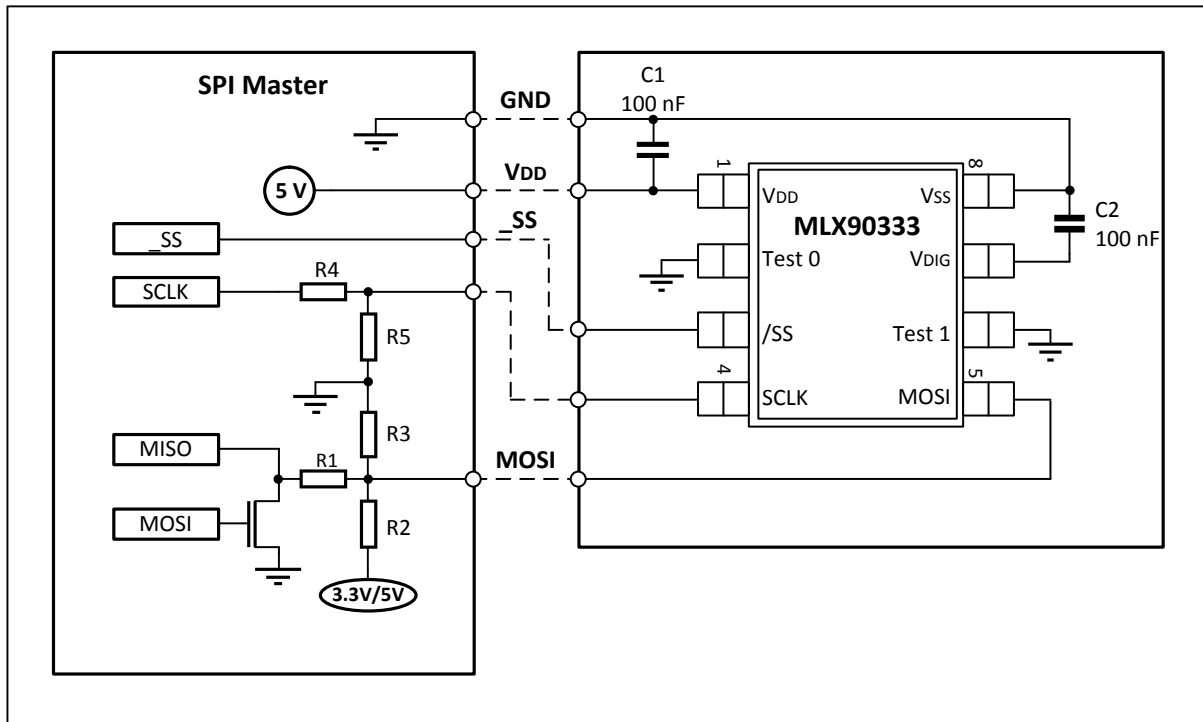 SPI Master
C1
100 nF
GND
VDD
5 V
_SS
_SS
SCLK
R4
R5
R3
MISO
R1
MOSI
MOSI
R2
3.3V/5V
1
8
VDD
VSS
MLX90333
C2
100 nF
Test 0
VDIG
/SS
Test 1
4
5
SCLK
MOSI